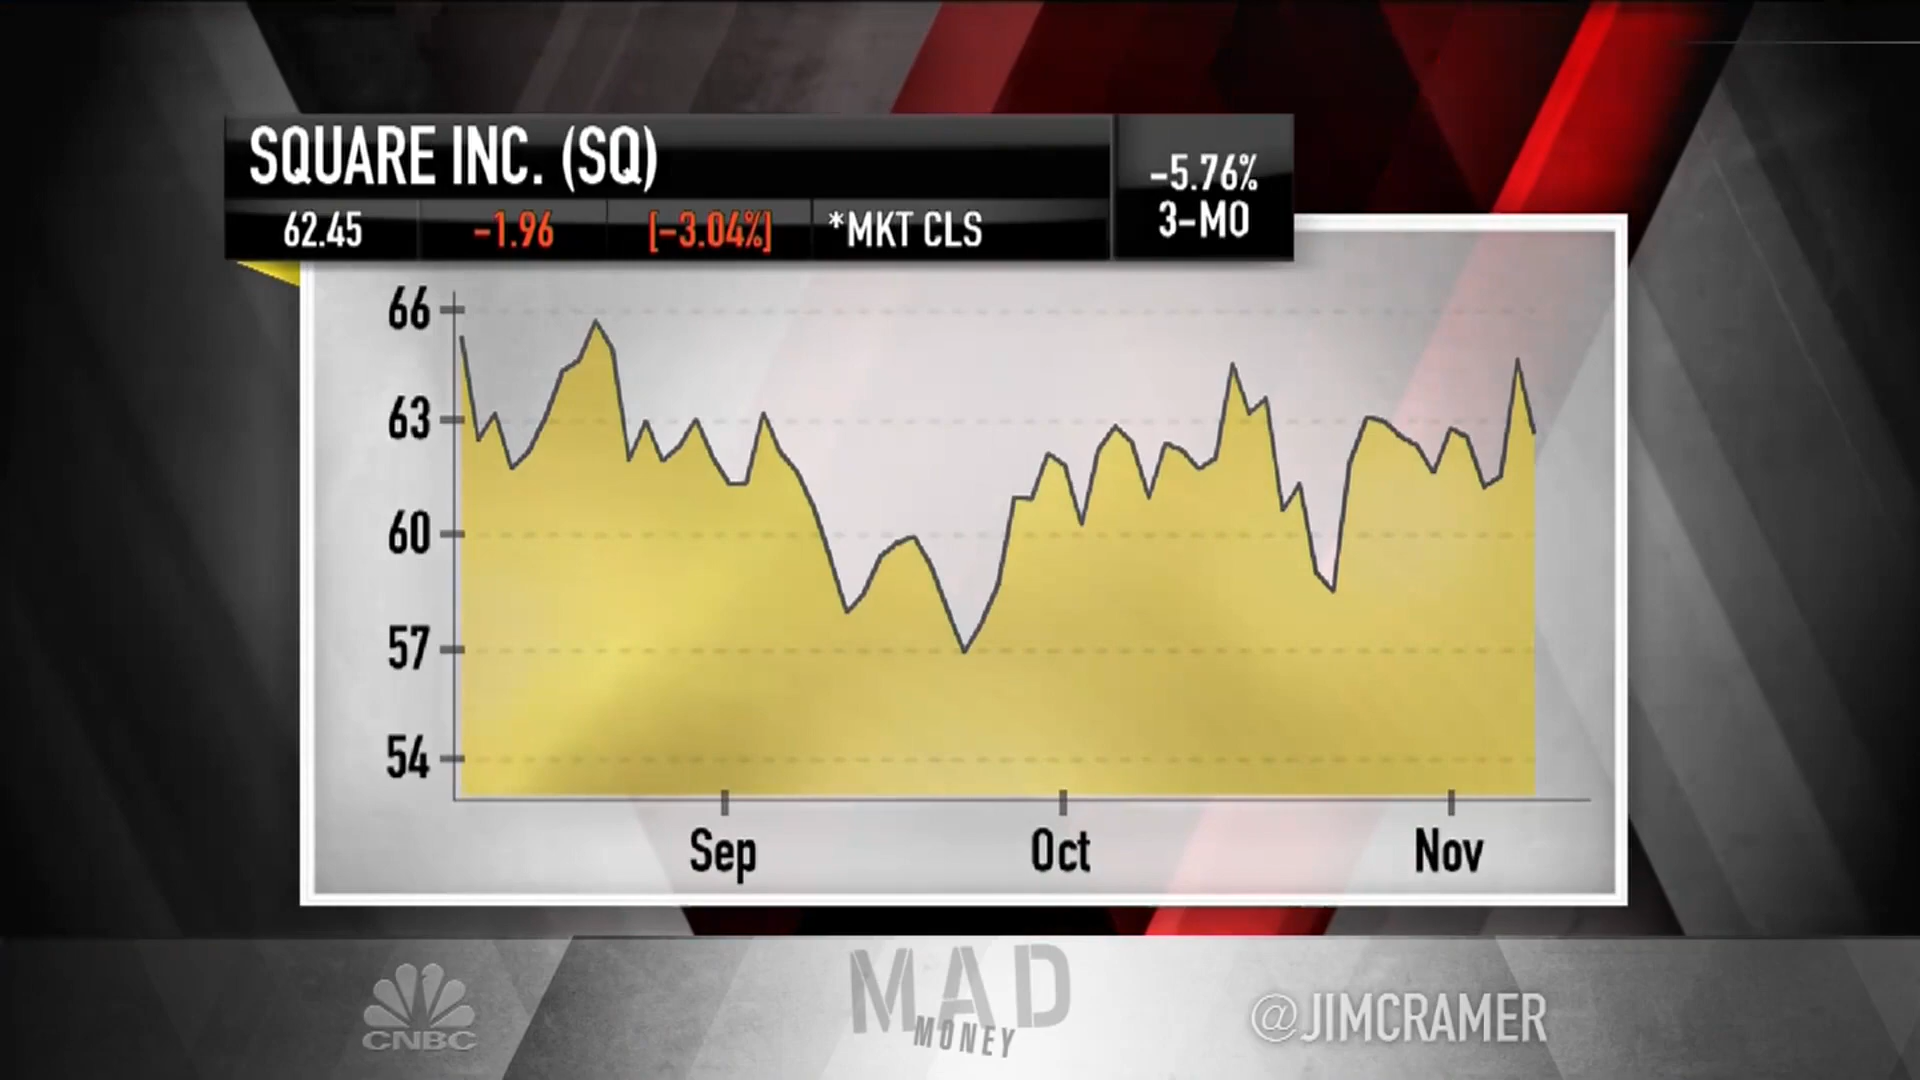 SQUARE INC. (SQ)
62.45 -1.96 [-3.04%] *MKT CLS
-5.76%
3-MO
66
63
60
57
54
Sep Oct Nov
CNBC
MAD
MONEY
@JIMCRAMER